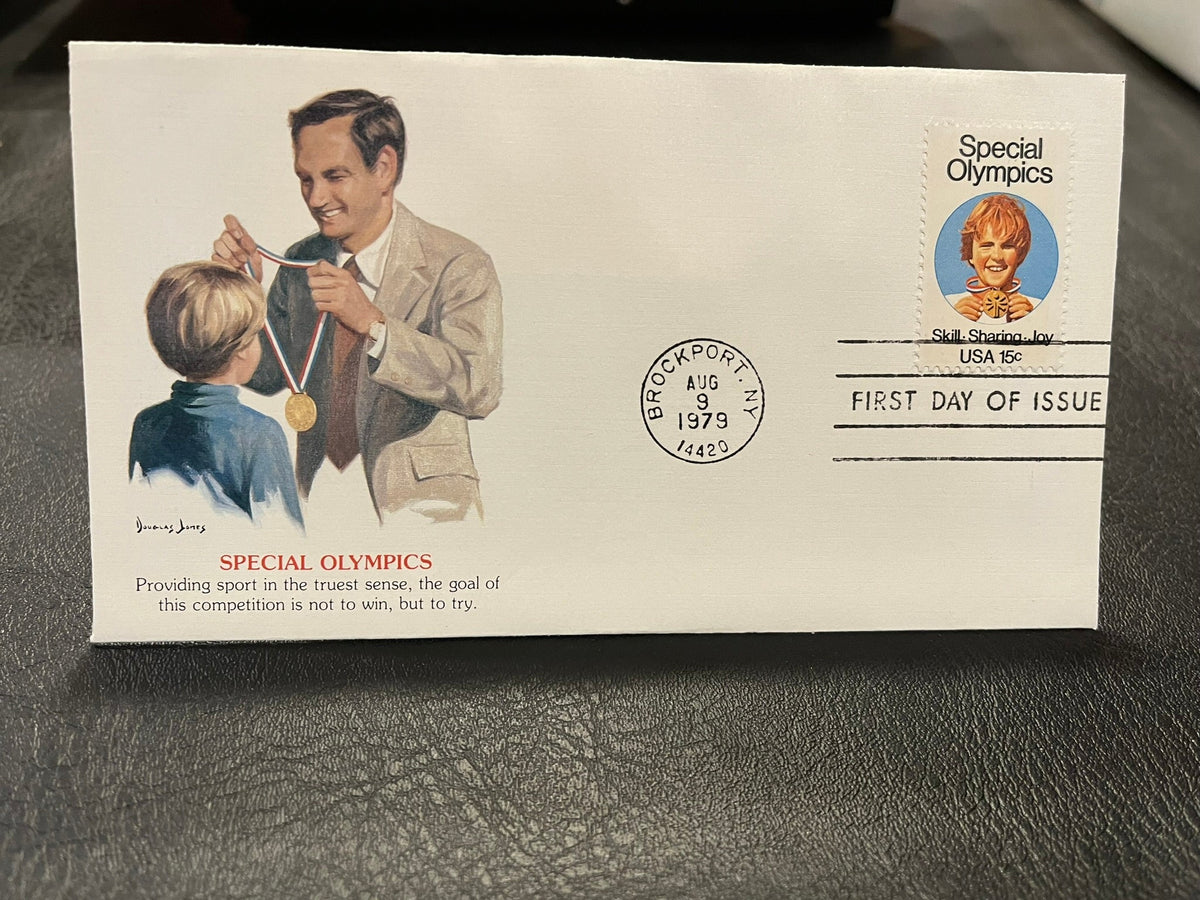 Special
Olympics
Skill·Sharing·Joy
USA 15c
BROCKPORT, NY
AUG
9
1979
14420
FIRST DAY OF ISSUE
Douglas Jones
SPECIAL OLYMPICS
Providing sport in the truest sense, the goal of
this competition is not to win, but to try.